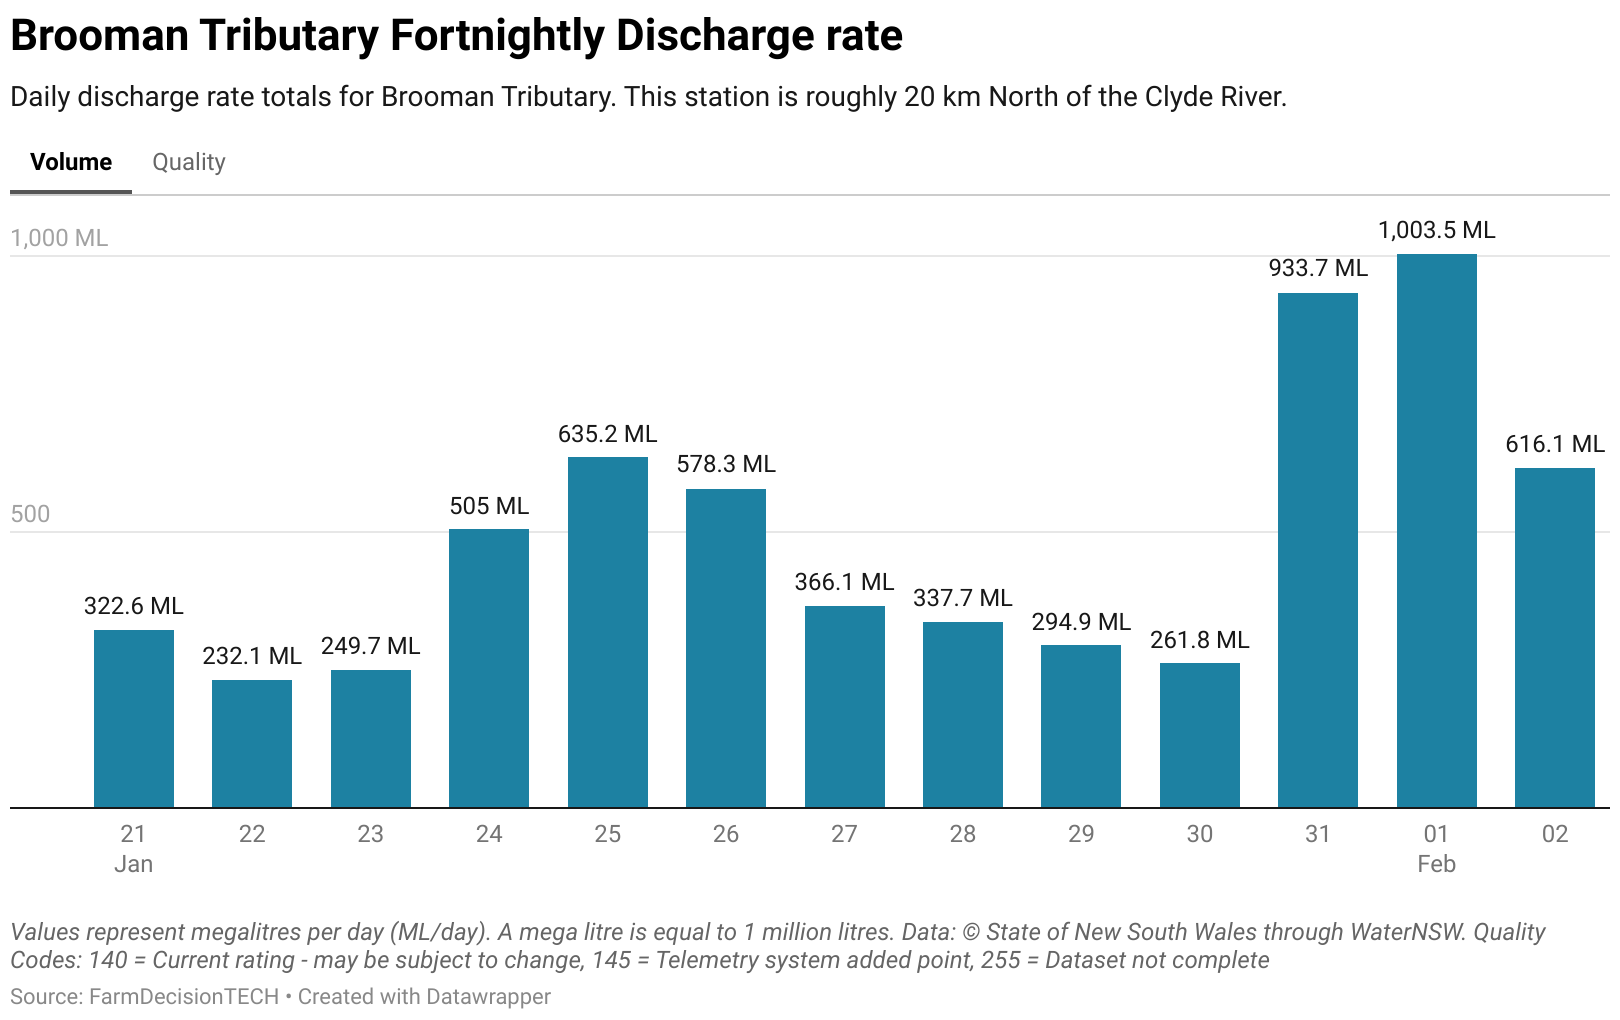 Brooman Tributary Fortnightly Discharge rate
Daily discharge rate totals for Brooman Tributary. This station is roughly 20 km North of the Clyde River.
Volume Quality
1,000 ML
500
322.6 ML
232.1 ML
249.7 ML
505 ML
635.2 ML
578.3 ML
366.1 ML
337.7 ML
294.9 ML
261.8 ML
933.7 ML
1,003.5 ML
616.1 ML
21 22 23 24 25 26 27 28 29 30 31 01 02
Jan Feb
Values represent megalitres per day (ML/day). A mega litre is equal to 1 million litres. Data: © State of New South Wales through WaterNSW. Quality
Codes: 140 = Current rating - may be subject to change, 145 = Telemetry system added point, 255 = Dataset not complete
Source: FarmDecisionTECH • Created with Datawrapper